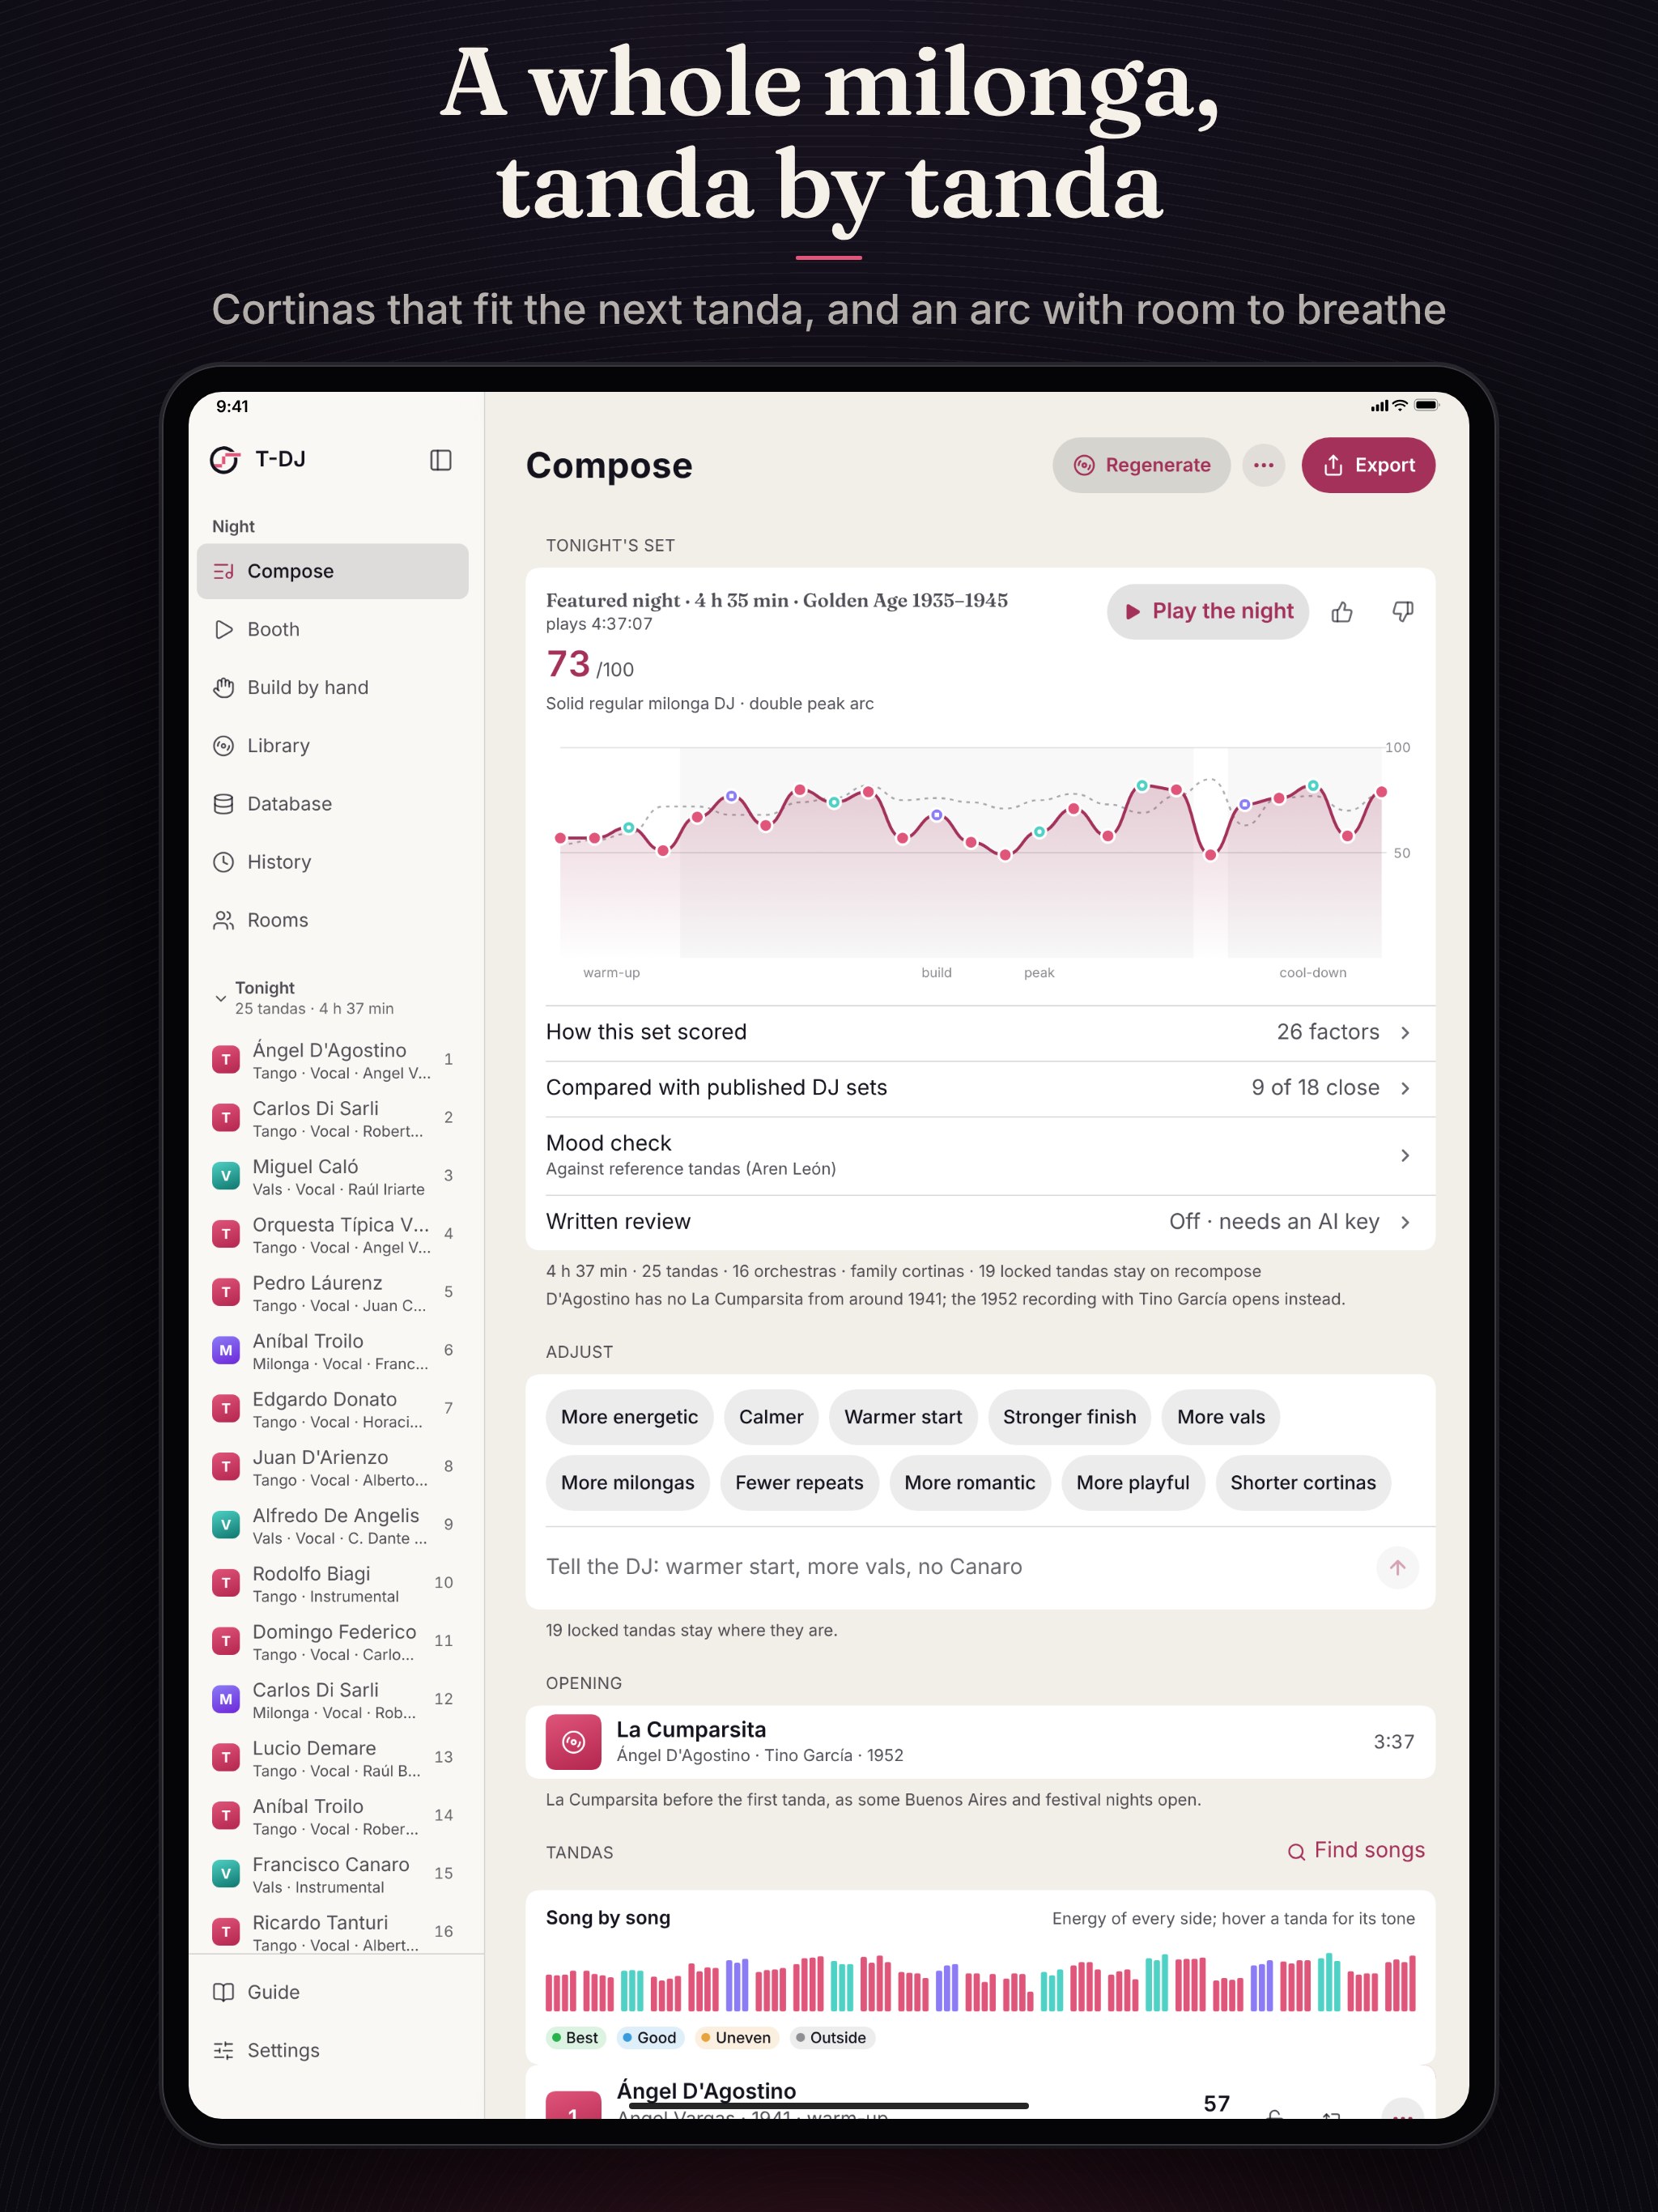 A whole milonga,
tanda by tanda
Cortinas that fit the next tanda, and an arc with room to breathe
9:41
T-DJ
Night
Compose
Booth
Build by hand
Library
Database
History
Rooms
Tonight
25 tandas · 4 h 37 min
T Ángel D'Agostino 1
Tango · Vocal · Angel V...
T Carlos Di Sarli 2
Tango · Vocal · Robert...
V Miguel Caló 3
Vals · Vocal · Raúl Iriarte
T Orquesta Típica V... 4
Tango · Vocal · Angel V...
T Pedro Láurenz 5
Tango · Vocal · Juan C...
M Aníbal Troilo 6
Milonga · Vocal · Franc...
T Edgardo Donato 7
Tango · Vocal · Horaci...
T Juan D'Arienzo 8
Tango · Vocal · Alberto...
V Alfredo De Angelis 9
Vals · Vocal · C. Dante ...
T Rodolfo Biagi 10
Tango · Instrumental
T Domingo Federico 11
Tango · Vocal · Carlo...
M Carlos Di Sarli 12
Milonga · Vocal · Rob...
T Lucio Demare 13
Tango · Vocal · Raúl B...
T Aníbal Troilo 14
Tango · Vocal · Rober...
V Francisco Canaro 15
Vals · Instrumental
T Ricardo Tanturi 16
Tango · Vocal · Albert...
Guide
Settings
Compose
Regenerate
Export
TONIGHT'S SET
Featured night · 4 h 35 min · Golden Age 1935–1945
plays 4:37:07
Play the night
73 /100
Solid regular milonga DJ · double peak arc
100
50
warm-up build peak cool-down
How this set scored 26 factors
Compared with published DJ sets 9 of 18 close
Mood check
Against reference tandas (Aren León)
Written review Off · needs an AI key
4 h 37 min · 25 tandas · 16 orchestras · family cortinas · 19 locked tandas stay on recompose
D'Agostino has no La Cumparsita from around 1941; the 1952 recording with Tino García opens instead.
ADJUST
More energetic Calmer Warmer start Stronger finish More vals
More milongas Fewer repeats More romantic More playful Shorter cortinas
Tell the DJ: warmer start, more vals, no Canaro
19 locked tandas stay where they are.
OPENING
La Cumparsita
Ángel D'Agostino · Tino García · 1952
3:37
La Cumparsita before the first tanda, as some Buenos Aires and festival nights open.
TANDAS
Find songs
Song by song
Energy of every side; hover a tanda for its tone
Best Good Uneven Outside
1 Ángel D'Agostino 57
Angel Vargas · 1941 · warm-up